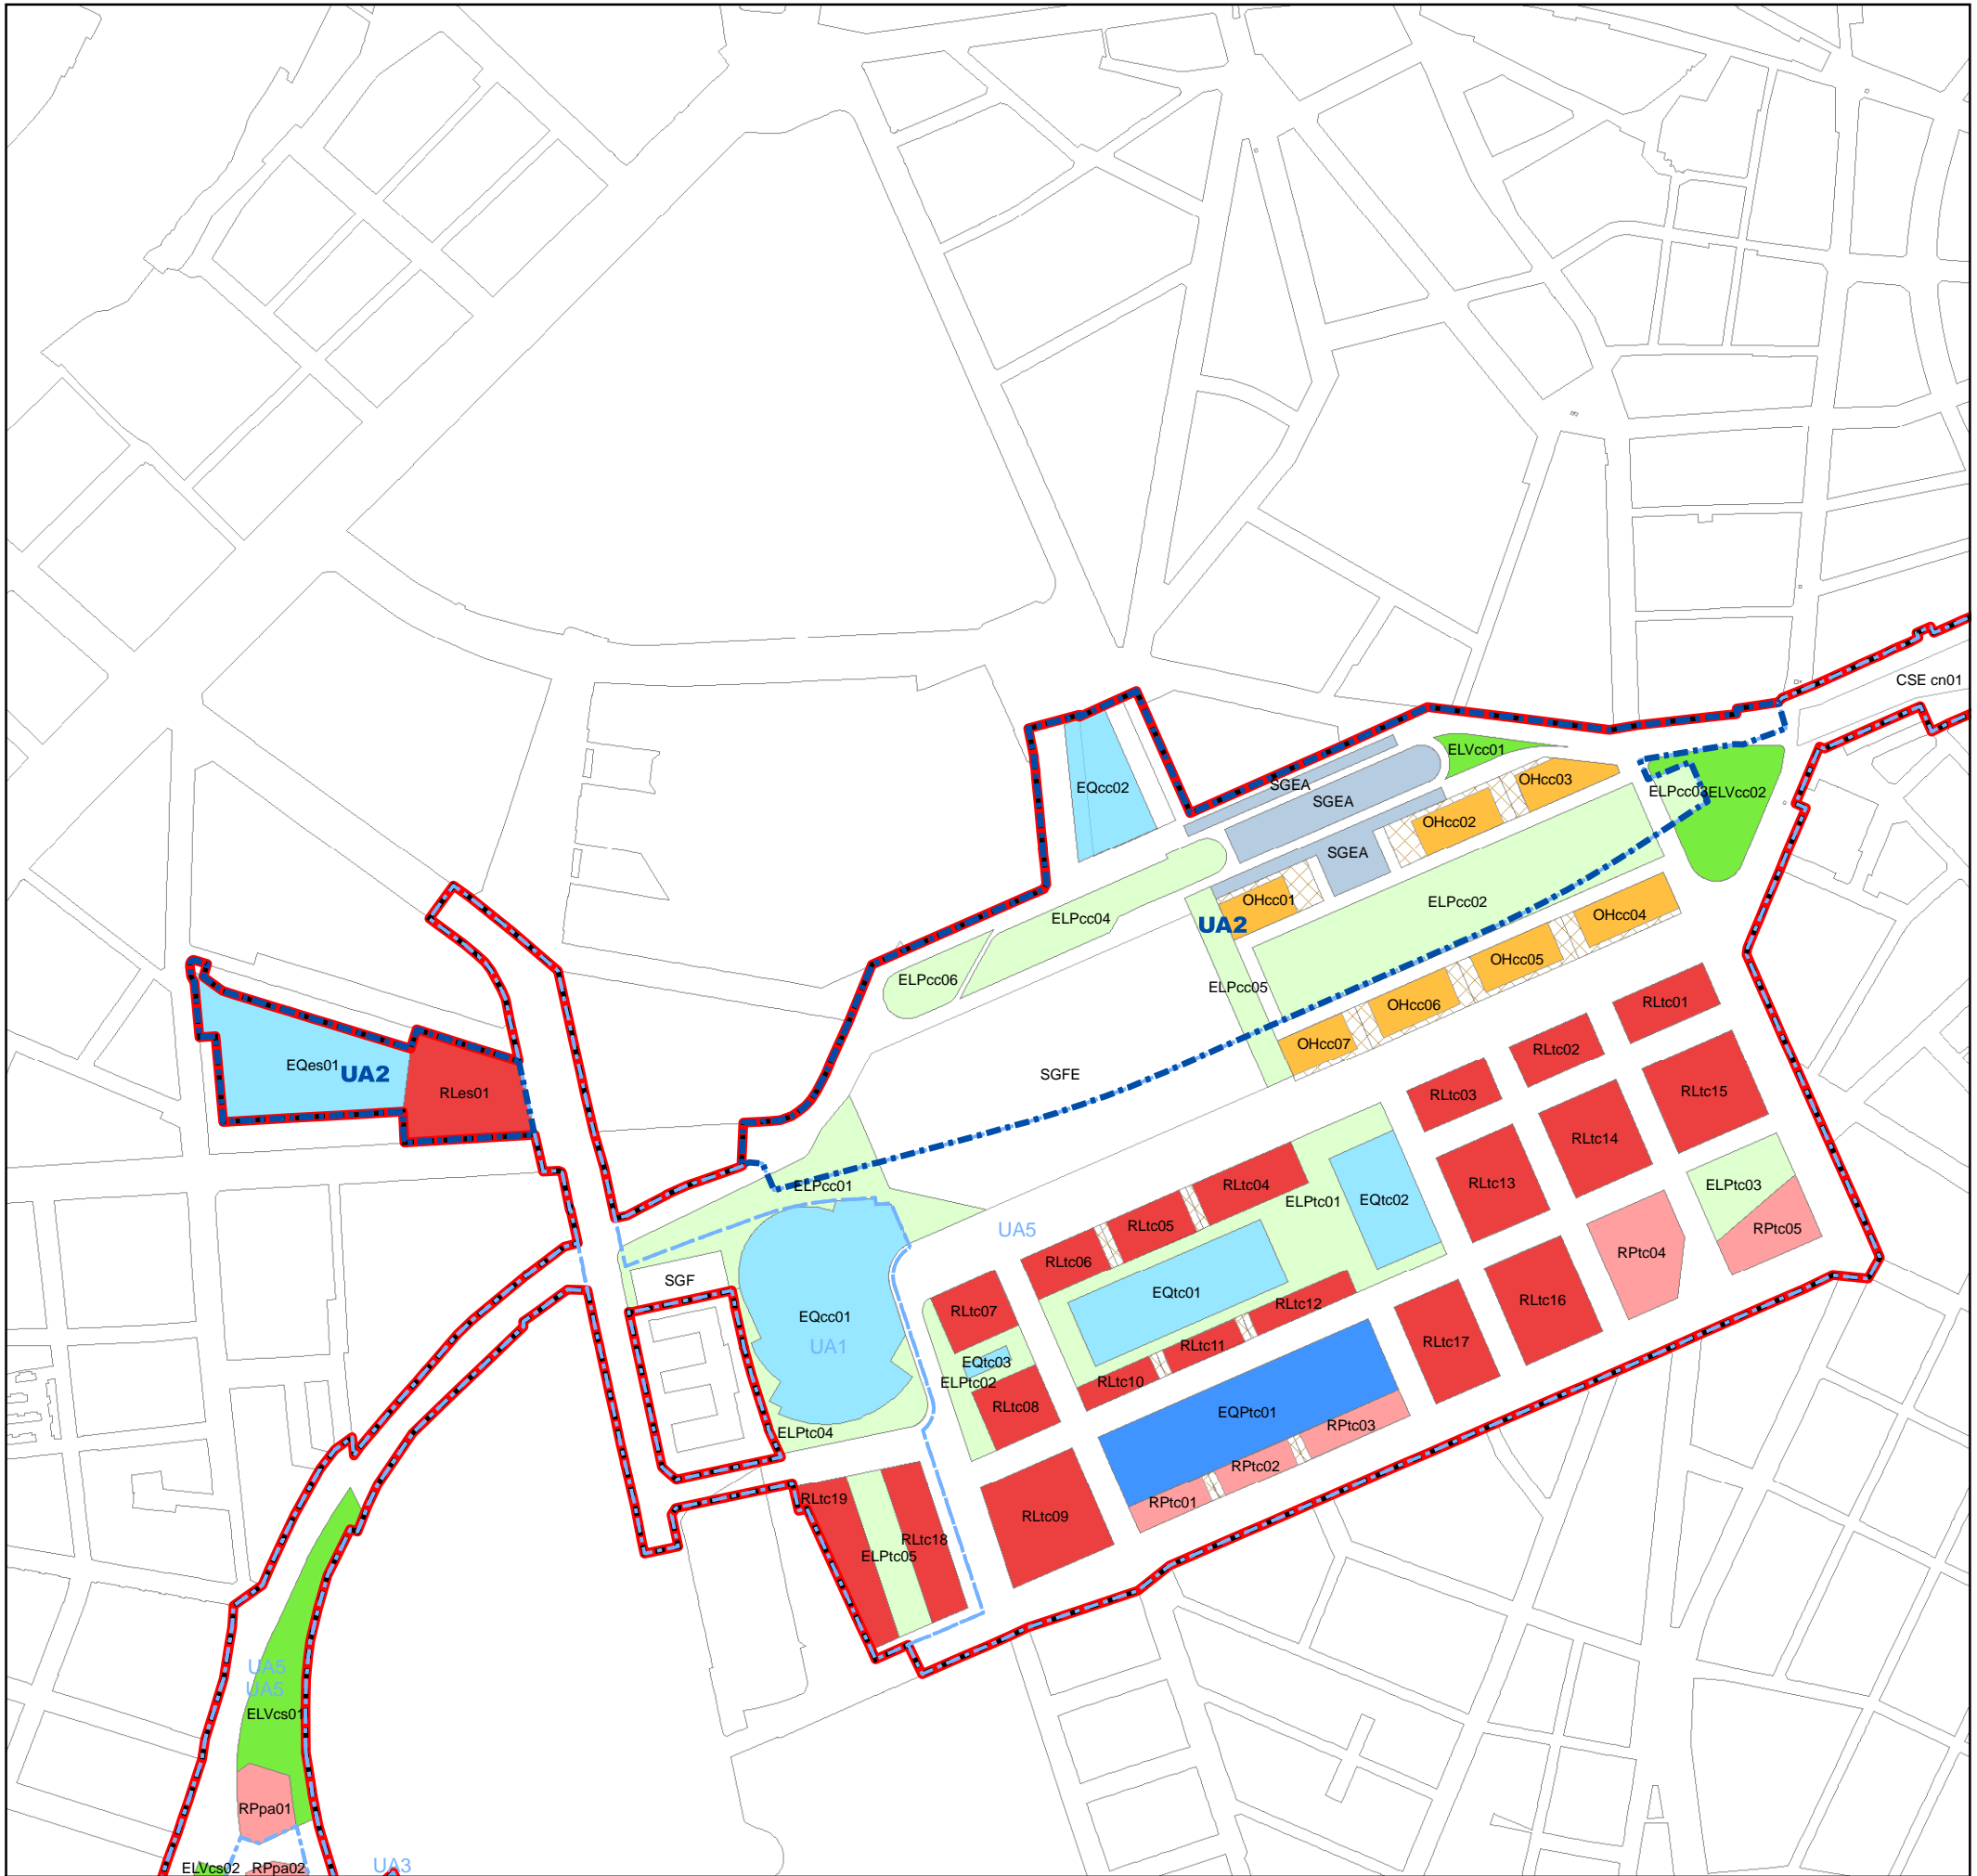 CSE cn01
ELVcc01
OHcc03
SGEA
EQcc02
ELPcc03
ELVcc02
SGEA
OHcc02
SGEA
OHcc01
ELPcc02
ELPcc04
OHcc04
UA2
OHcc05
ELPcc06
ELPcc05
RLtc01
OHcc06
OHcc07
RLtc02
EQes01
UA2
SGFE
RLes01
RLtc03
RLtc15
RLtc14
ELPcc01
RLtc04
RLtc13
ELPtc03
ELPtc01
EQtc02
RLtc05
UA5
RPtc05
RPtc04
RLtc06
SGF
EQtc01
RLtc16
RLtc07
RLtc12
EQcc01
UA1
RLtc11
RLtc17
EQtc03
ELPtc02
RLtc10
RLtc08
EQPtc01
RPtc03
ELPtc04
RPtc02
RLtc19
RPtc01
RLtc09
RLtc18
ELPtc05
UA5
UA5
ELVcs01
RPpa01
ELVcs02
RPpa02
UA3